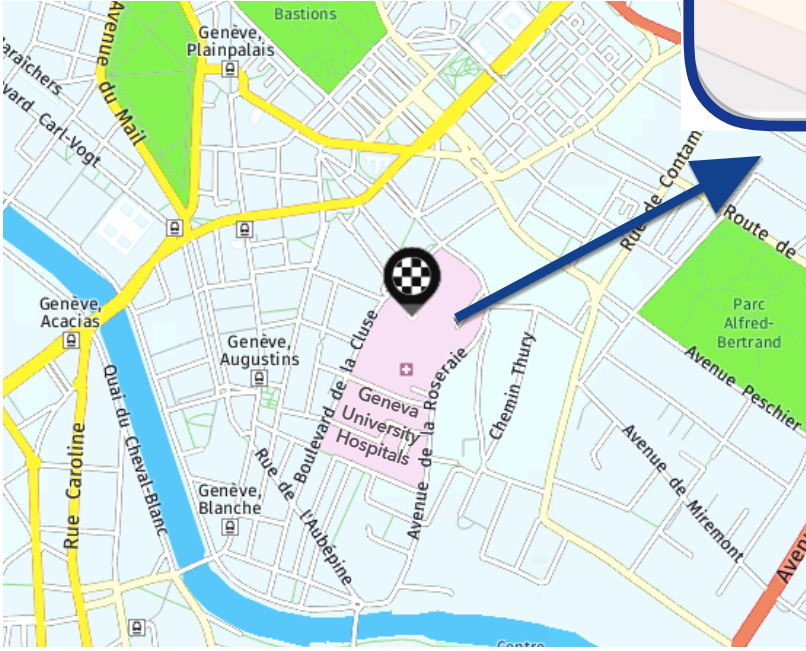 Bastions
Genève,
Plainpalais
Avenue du Mail
araîchers
vard Carl-Vogt
Rue de Contam
Route de
Genève,
Acacias
Parc
Alfred-
Bertrand
Genève,
Augustins
Boulevard de la Cluse
Avenue de la Roseraie
Chemin Thury
Avenue Peschier
Geneva
University
Hospitals
Quai du Cheval-Blanc
Rue Caroline
Rue de l'Aubépine
Avenue de Miremont
Genève,
Blanche
Avenu
Centre